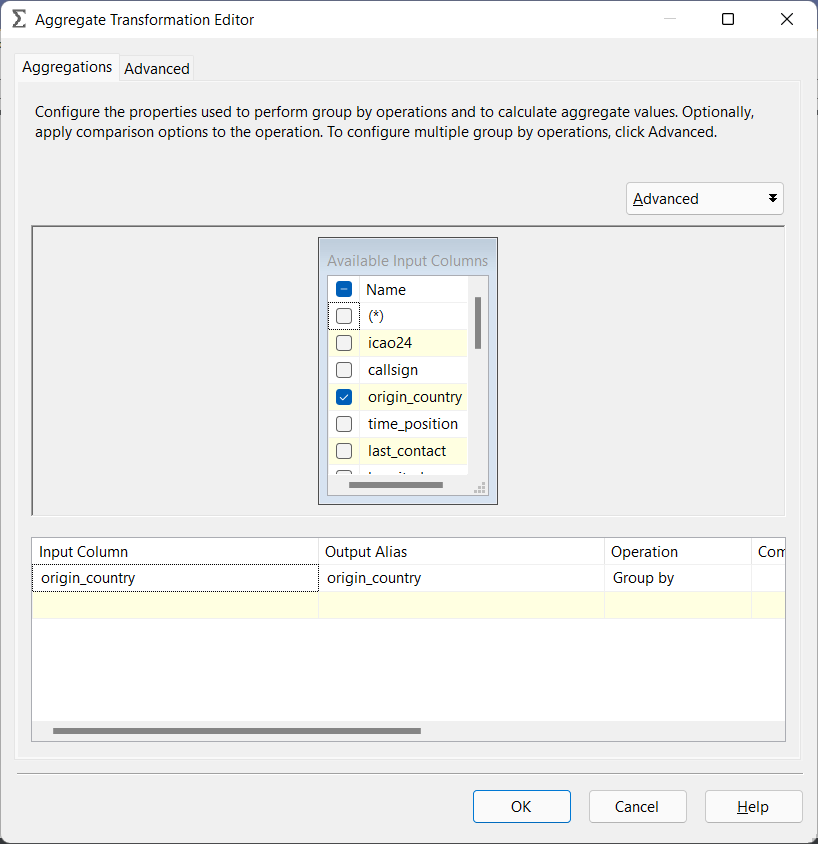 Aggregate Transformation Editor
Aggregations
Advanced
Configure the properties used to perform group by operations and to calculate aggregate values. Optionally,
apply comparison options to the operation. To configure multiple group by operations, click Advanced.
Advanced
Available Input Columns
Name
(*)
icao24
callsign
origin_country
time_position
last_contact
Input Column Output Alias Operation Com
origin_country origin_country Group by
OK Cancel Help